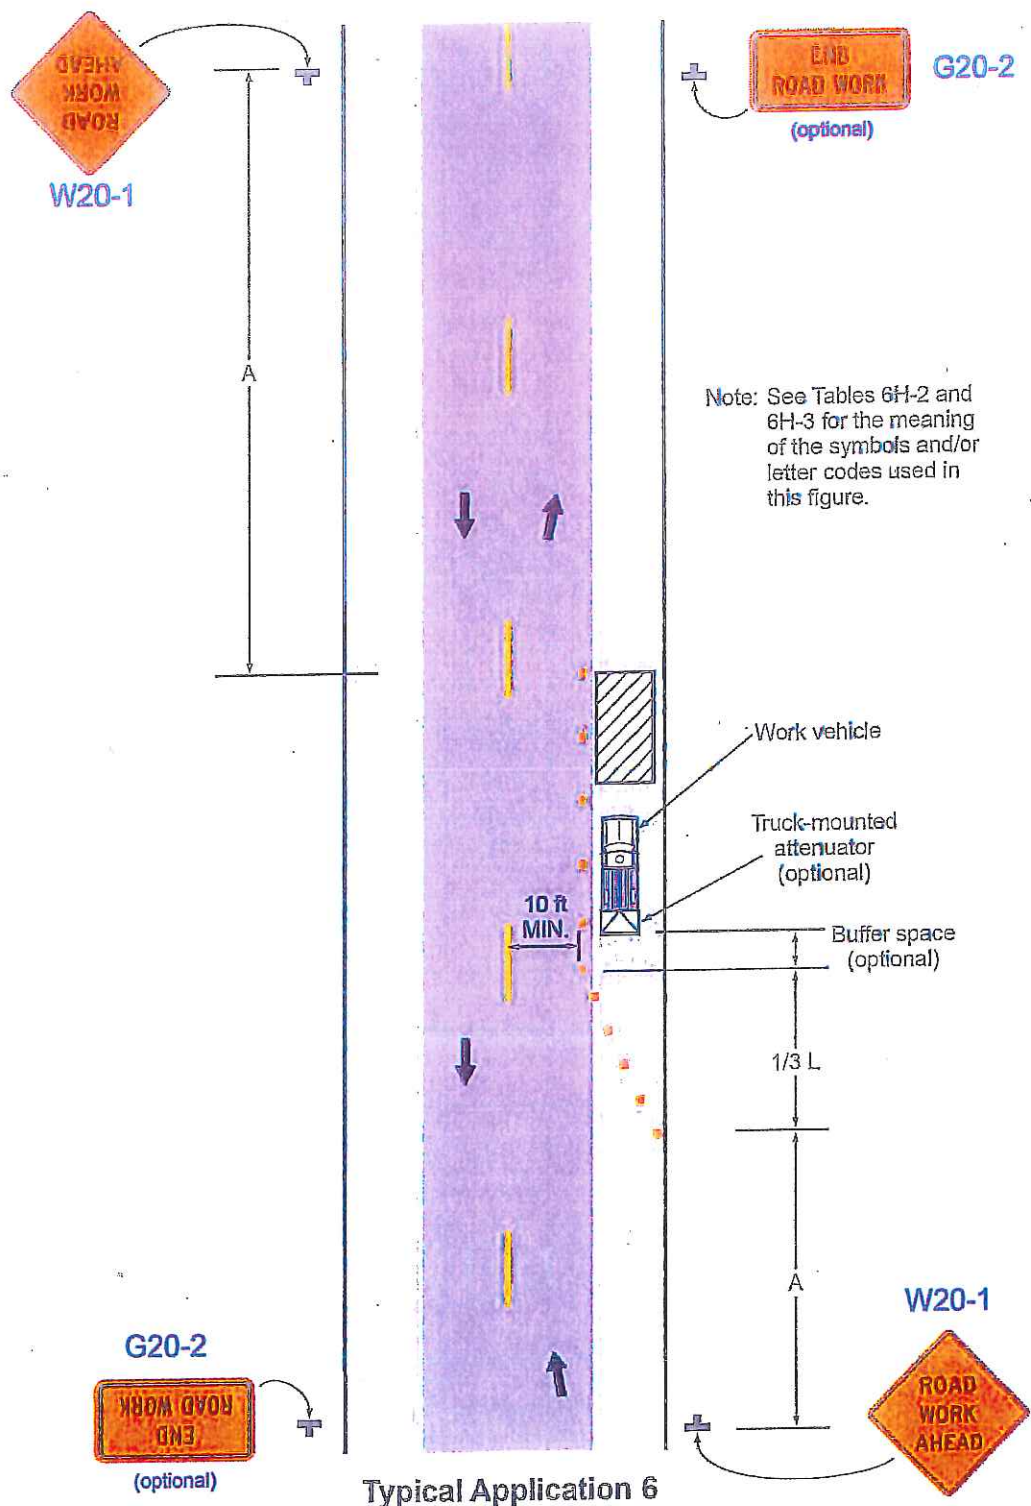 ROAD
WORK
AHEAD
W20-1
END
ROAD WORK
(optional)
G20-2
A
Note: See Tables 6H-2 and
6H-3 for the meaning
of the symbols and/or
letter codes used in
this figure.
Work vehicle
Truck-mounted
attenuator
(optional)
10 ft
MIN.
Buffer space
(optional)
1/3 L
A
W20-1
ROAD
WORK
AHEAD
G20-2
END
ROAD WORK
(optional)
Typical Application 6